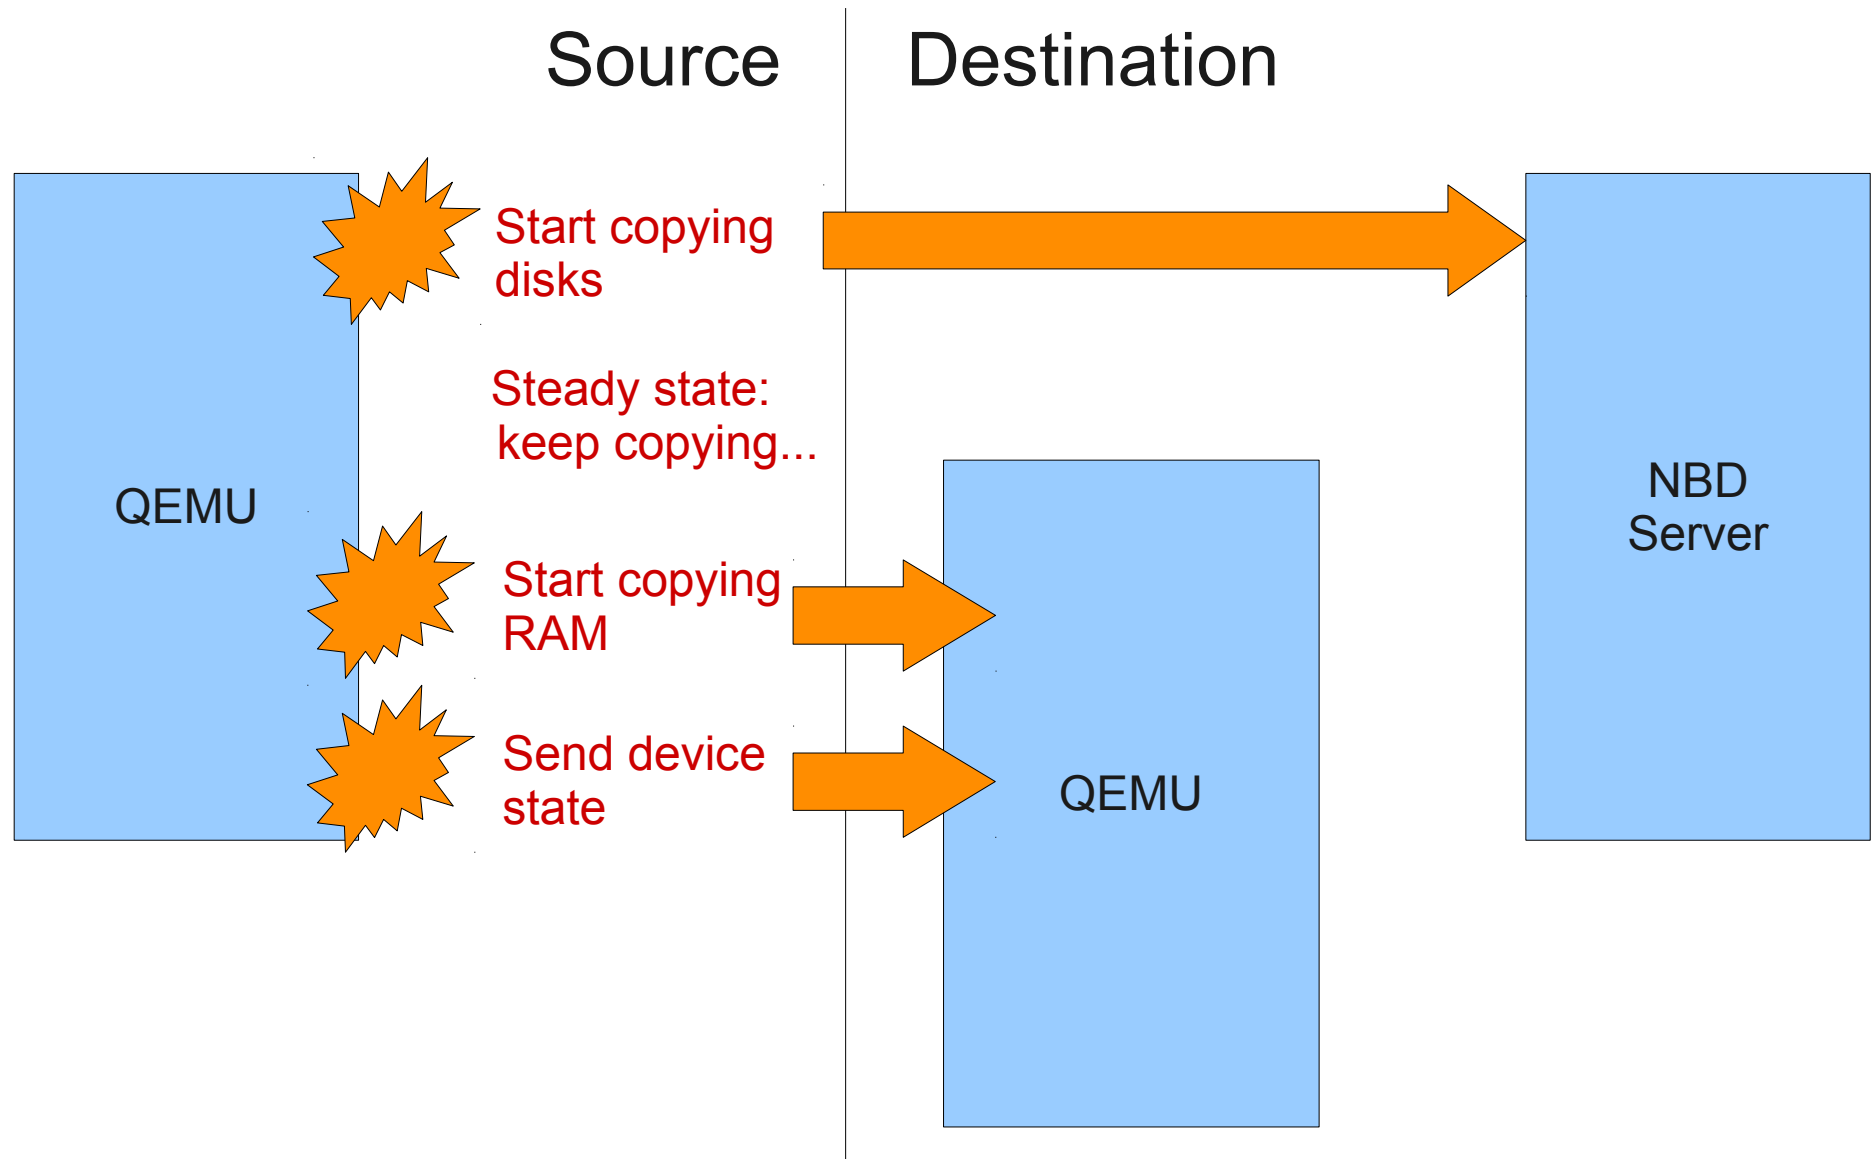 Source
Destination
Start copying
disks
Steady state:
keep copying...
QEMU
NBD
Server
Start copying
RAM
Send device
state
QEMU